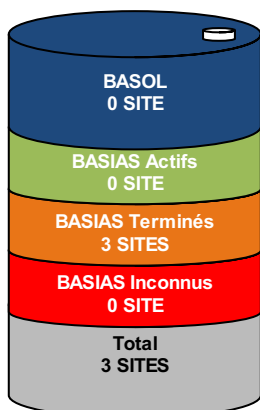 BASOL
0 SITE
BASIAS Actifs
0 SITE
BASIAS Terminés
3 SITES
BASIAS Inconnus
0 SITE
Total
3 SITES